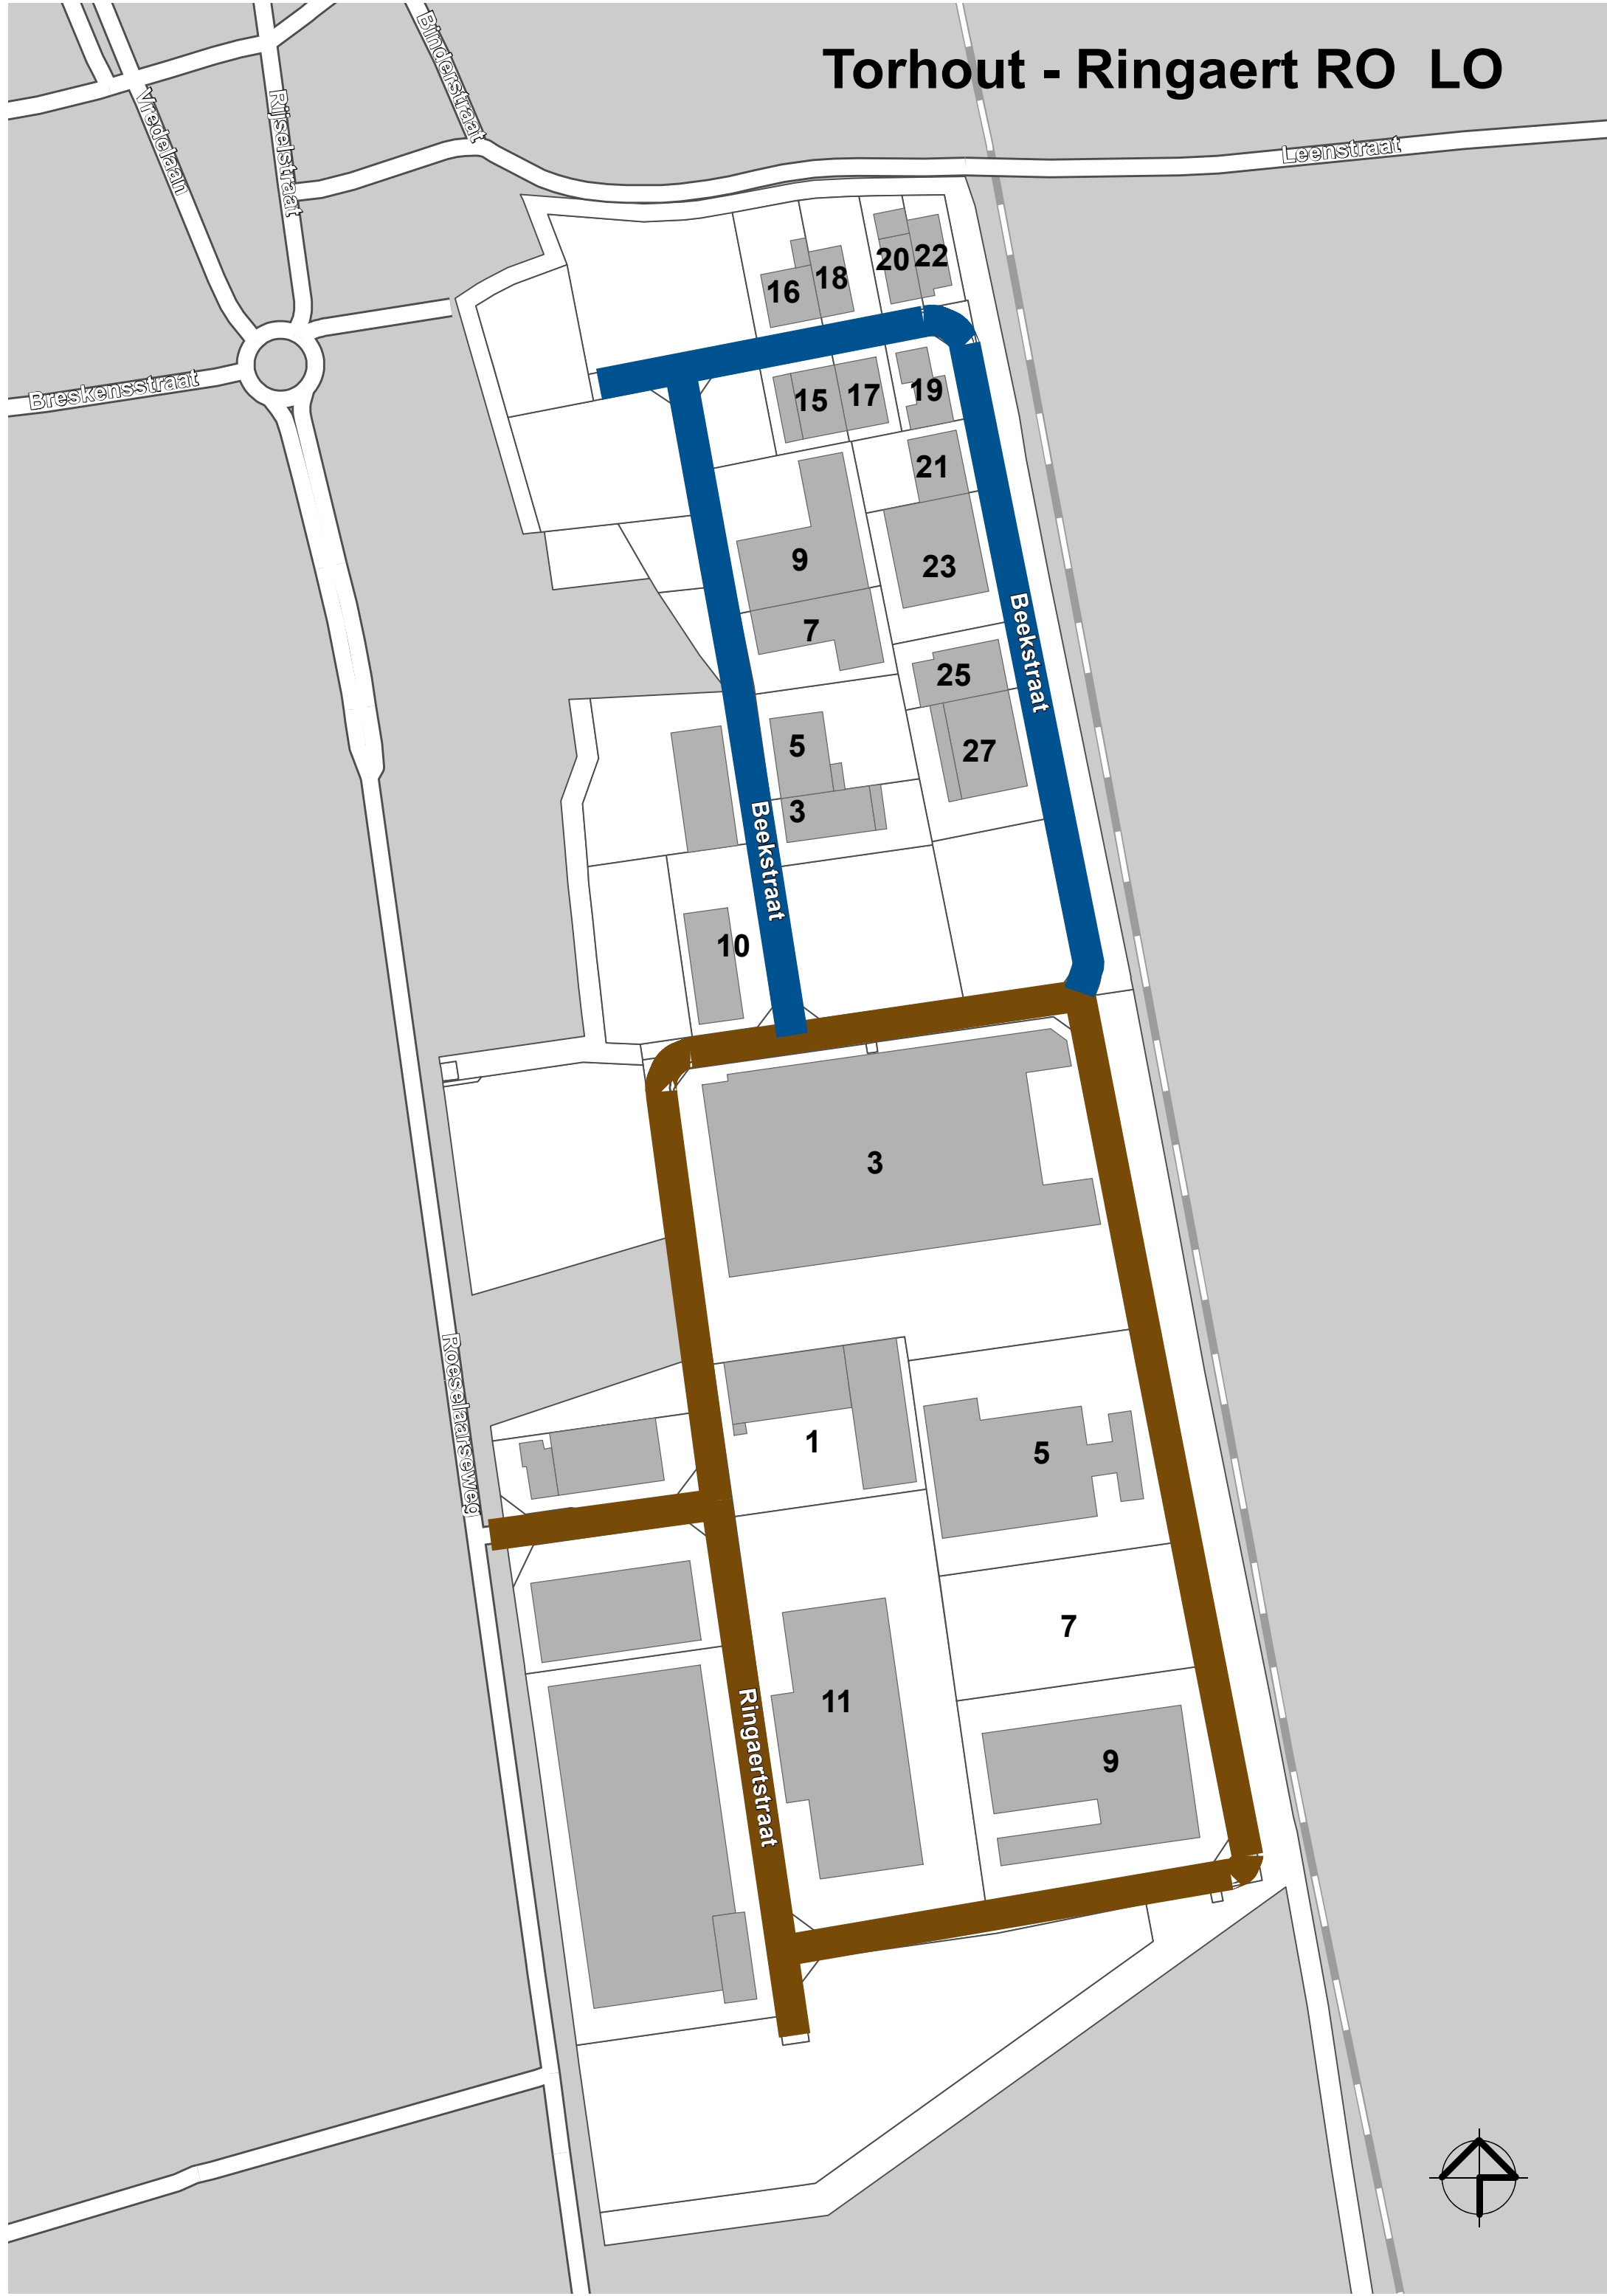 Torhout - Ringaert RO  LO
Binderstraat
Vredelaan
Rijselstraat
Leenstraat
22
20
18
16
Breskensstraat
19
17
15
21
9
23
7
Beekstraat
25
5
27
3
Beekstraat
10
3
Roeselaarseweg
1
5
7
11
Ringaertstraat
9